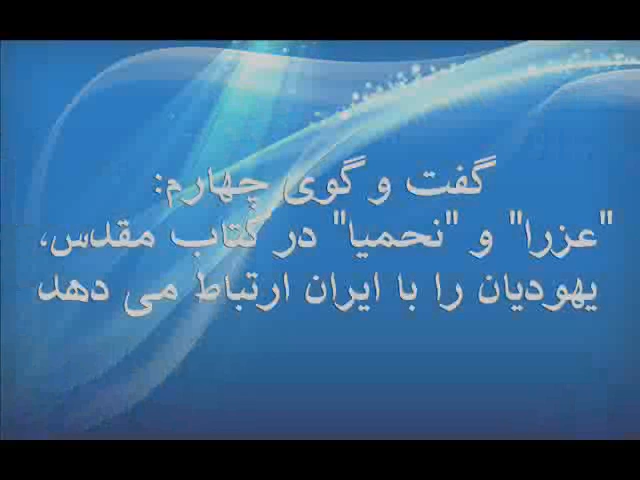 گفت و گوی چهارم:
"عزرا" و "نحمیا" در کتاب مقدس،
یهودیان را با ایران ارتباط می دهد